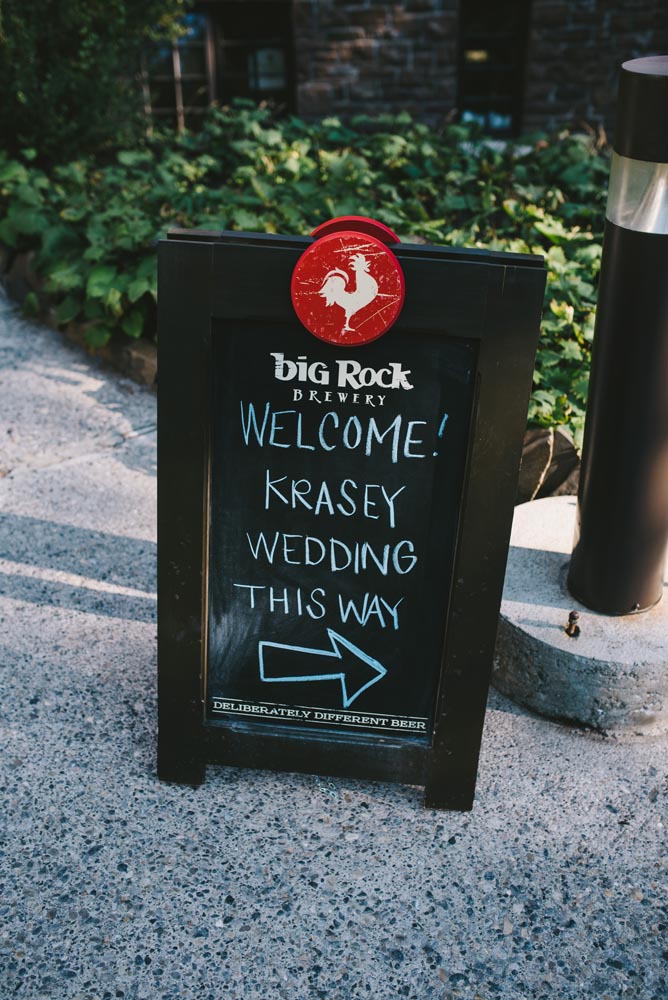 big Rock
BREWERY
WELCOME!
KRASEY
WEDDING
THIS WAY
DELIBERATELY DIFFERENT BEER